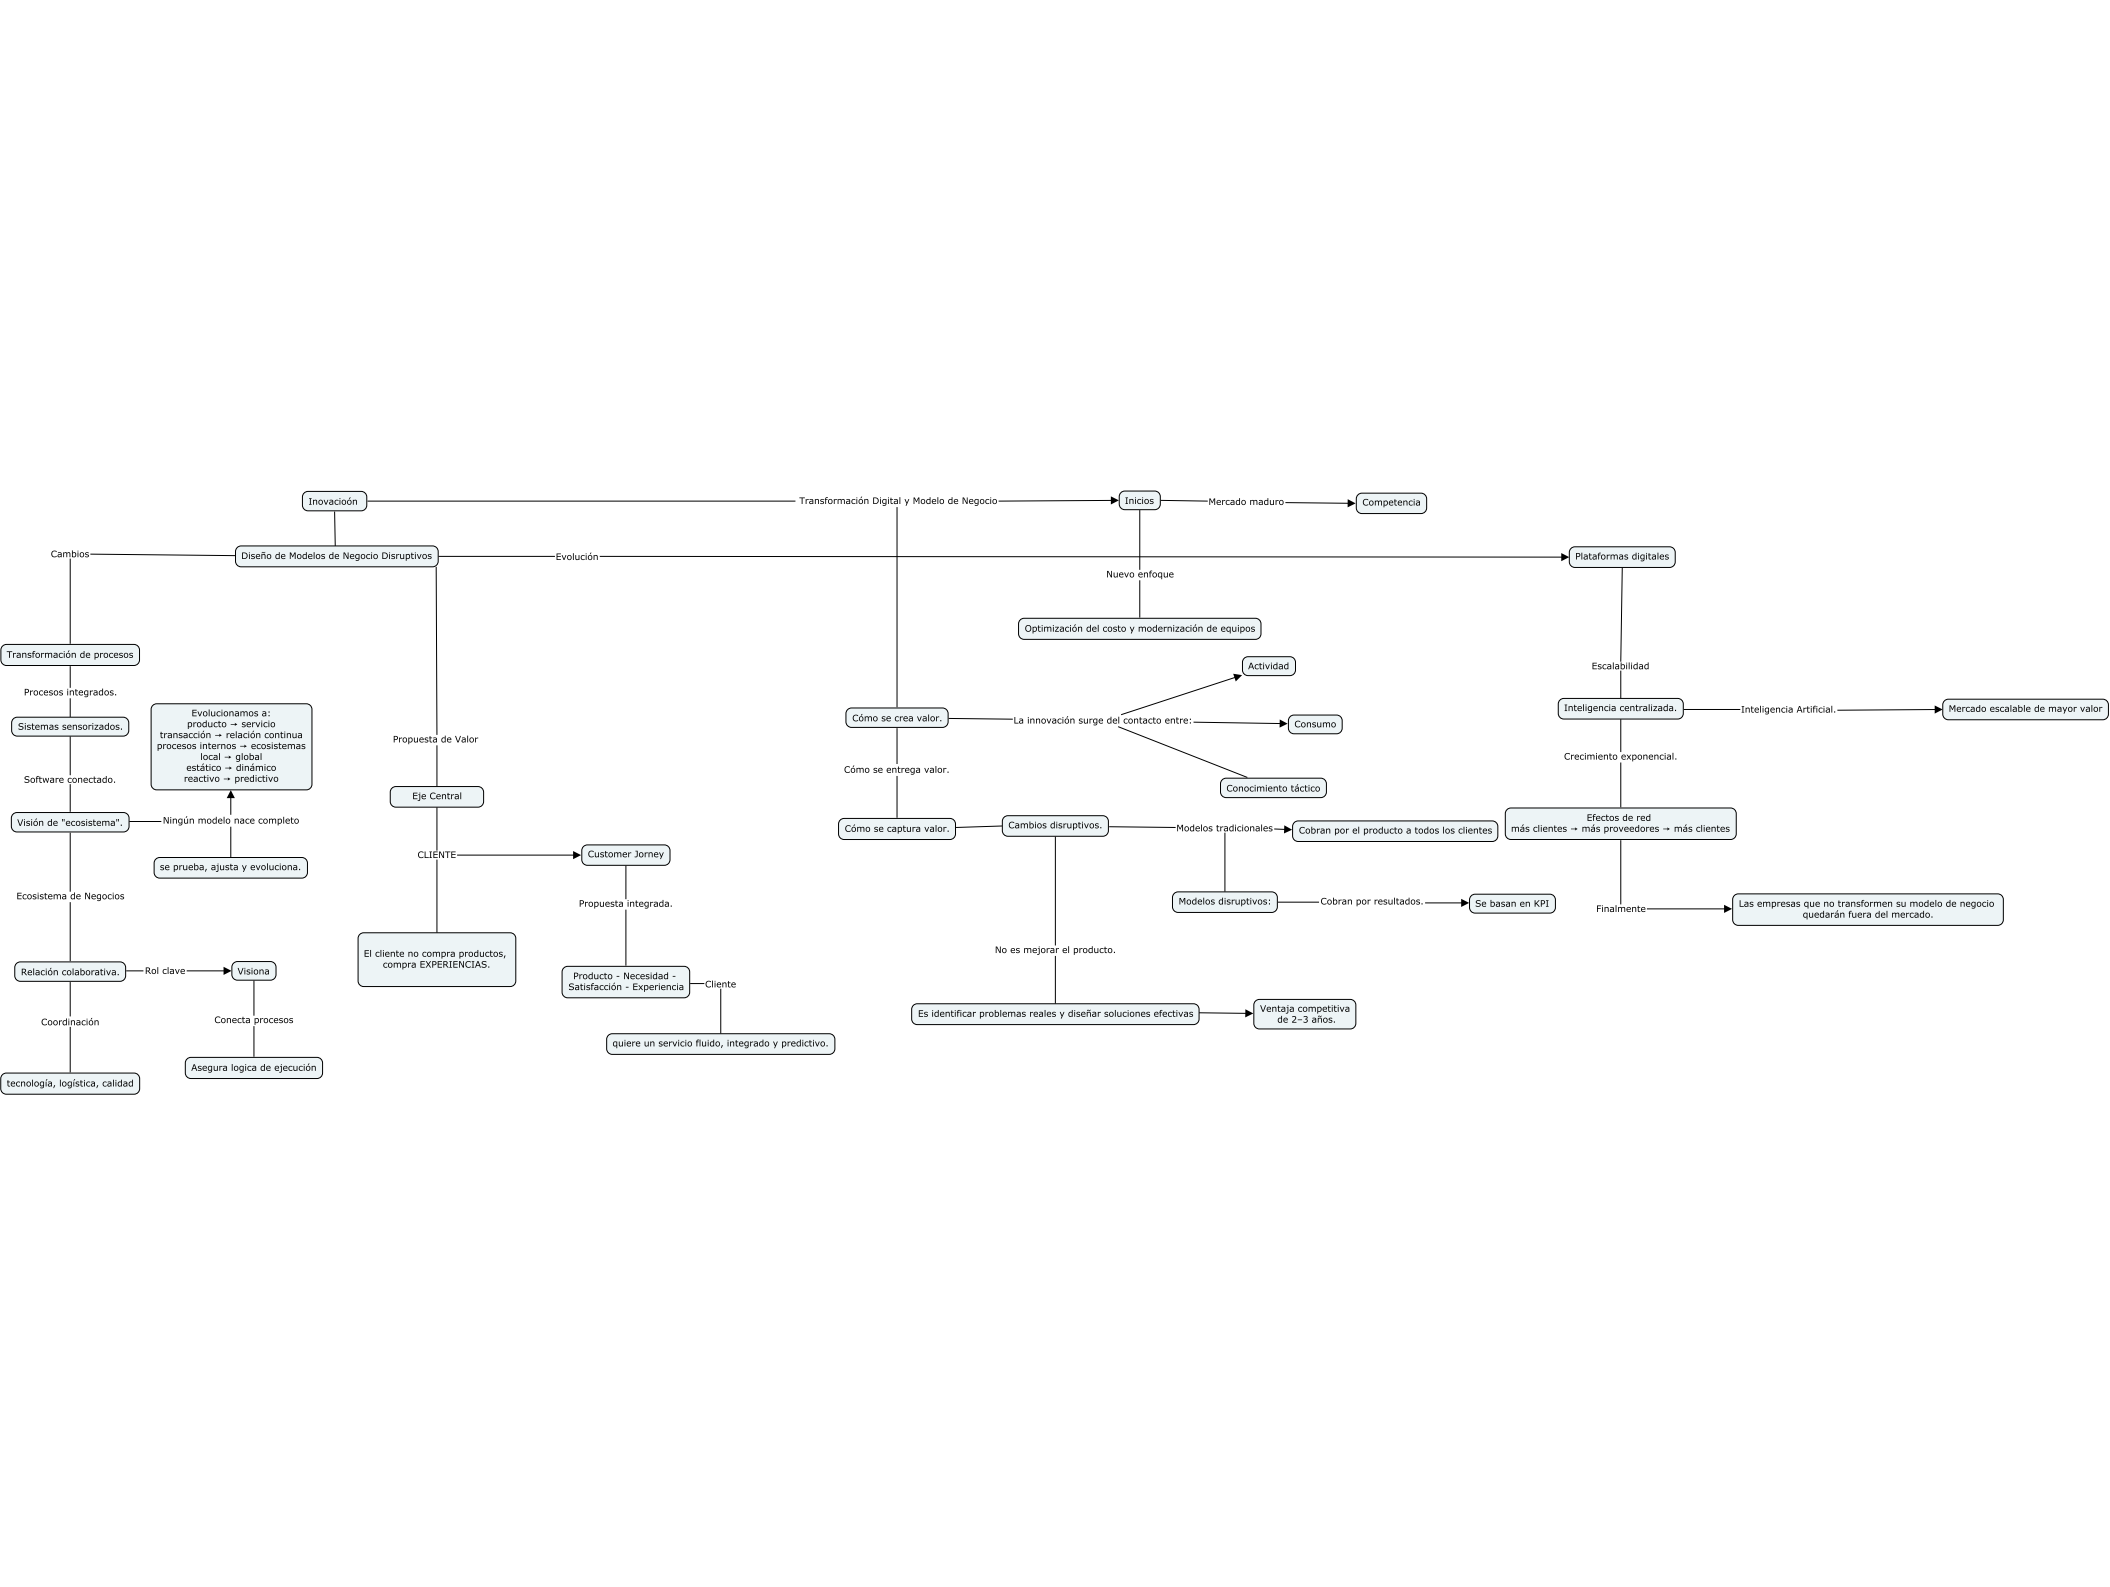 Inovacioón
Transformación Digital y Modelo de Negocio
Inicios
Mercado maduro
Competencia
Cambios
Diseño de Modelos de Negocio Disruptivos
Evolución
Plataformas digitales
Nuevo enfoque
Optimización del costo y modernización de equipos
Transformación de procesos
Procesos integrados.
Sistemas sensorizados.
Software conectado.
Visión de "ecosistema".
Evolucionamos a:
producto → servicio
transacción → relación continua
procesos internos → ecosistemas
local → global
estático → dinámico
reactivo → predictivo
Ningún modelo nace completo
se prueba, ajusta y evoluciona.
Ecosistema de Negocios
Relación colaborativa.
Rol clave
Visiona
Coordinación
Conecta procesos
Asegura logica de ejecución
tecnología, logística, calidad
Propuesta de Valor
Eje Central
CLIENTE
Customer Jorney
Propuesta integrada.
El cliente no compra productos,
compra EXPERIENCIAS.
Producto - Necesidad -
Satisfacción - Experiencia
Cliente
quiere un servicio fluido, integrado y predictivo.
Cómo se crea valor.
La innovación surge del contacto entre:
Actividad
Consumo
Conocimiento táctico
Cómo se entrega valor.
Cómo se captura valor.
Cambios disruptivos.
Modelos tradicionales
Cobran por el producto a todos los clientes
Modelos disruptivos:
Cobran por resultados.
Se basan en KPI
No es mejorar el producto.
Es identificar problemas reales y diseñar soluciones efectivas
Ventaja competitiva
de 2–3 años.
Escalabilidad
Inteligencia centralizada.
Inteligencia Artificial.
Mercado escalable de mayor valor
Crecimiento exponencial.
Efectos de red
más clientes → más proveedores → más clientes
Finalmente
Las empresas que no transformen su modelo de negocio
quedarán fuera del mercado.